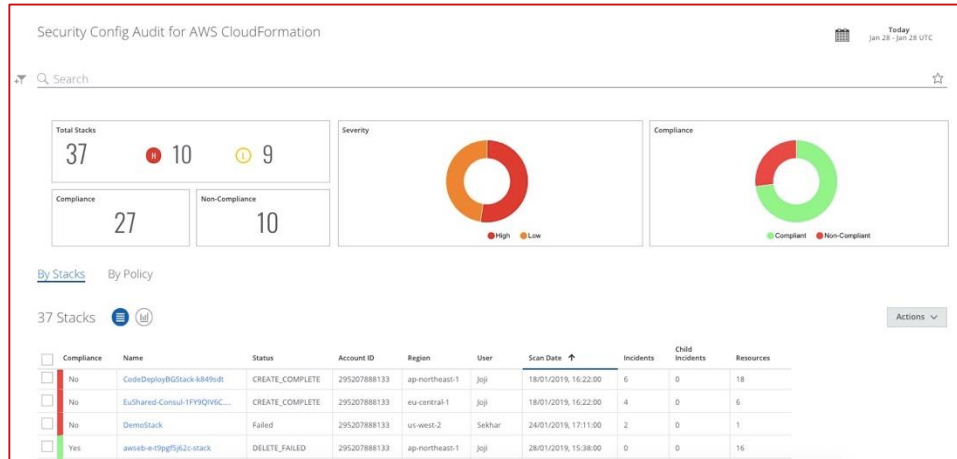 Security Config Audit for AWS CloudFormation
Today
Jan 28 - Jan 28 UTC
Search
Total Stacks
37 H 10 L 9
Compliance
27
Non-Compliance
10
Severity
High Low
Compliance
Compliant Non-Compliant
By Stacks By Policy
37 Stacks
Actions
Compliance Name Status Account ID Region User Scan Date Incidents Child Incidents Resources
No CodeDeployBGStack-k849sdt CREATE_COMPLETE 295207888133 ap-northeast-1 Joji 18/01/2019, 16:22:00 6 0 18
No EuShared-Consul-1FY9QIV6C.... CREATE_COMPLETE 295207888133 eu-central-1 Joji 18/01/2019, 16:22:00 4 0 6
No DemoStack Failed 295207888133 us-west-2 Sekhar 24/01/2019, 17:11:00 2 0 1
Yes awseb-e-t9pgf5j62c-stack DELETE_FAILED 295207888133 ap-northeast-1 Joji 28/01/2019, 15:38:00 0 0 16